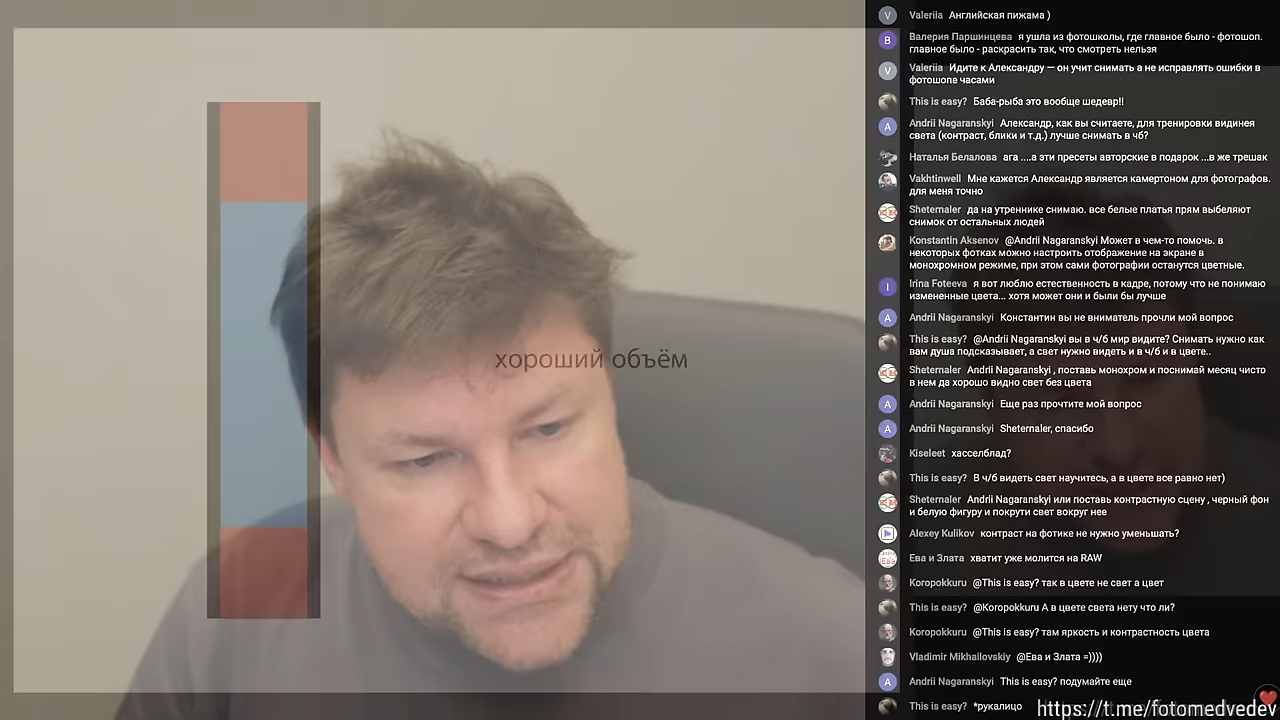 Valeriia Английская пижама )
Валерия Паршинцева я ушла из фотошколы, где главное было - фотошоп.
главное было - раскрасить так, что смотреть нельзя
Valeriia Идите к Александру — он учит снимать а не исправлять ошибки в
фотошопе часами
This is easy? Баба-рыба это вообще шедевр!!
Andrii Nagaranskyi Александр, как вы считаете, для тренировки видинея
света (контраст, блики и т.д.) лучше снимать в чб?
Наталья Белалова ага ....а эти пресеты авторские в подарок ...в же трешак
Vakhtinwell Мне кажется Александр является камертоном для фотографов.
для меня точно
Sheternaler да на утреннике снимаю. все белые платья прям выбеляют
снимок от остальных людей
Konstantin Aksenov @Andrii Nagaranskyi Может в чем-то помочь. в
некоторых фотках можно настроить отображение на экране в
монохромном режиме, при этом сами фотографии останутся цветные.
Irina Foteeva я вот люблю естественность в кадре, потому что не понимаю
измененные цвета... хотя может они и были бы лучше
Andrii Nagaranskyi Константин вы не вниматель прочли мой вопрос
This is easy? @Andrii Nagaranskyi вы в ч/б мир видите? Снимать нужно как
вам душа подсказывает, а свет нужно видеть и в ч/б и в цвете..
Sheternaler Andrii Nagaranskyi , поставь монохром и поснимай месяц чисто
в нем да хорошо видно свет без цвета
хороший объём
Andrii Nagaranskyi Еще раз прочтите мой вопрос
Andrii Nagaranskyi Sheternaler, спасибо
Kiseleet хасселблад?
This is easy? В ч/б видеть свет научитесь, а в цвете все равно нет)
Sheternaler Andrii Nagaranskyi или поставь контрастную сцену , черный фон
и белую фигуру и покрути свет вокруг нее
Alexey Kulikov контраст на фотике не нужно уменьшать?
Ева и Злата хватит уже молится на RAW
Koropokkuru @This is easy? так в цвете не свет а цвет
This is easy? @Koropokkuru А в цвете света нету что ли?
Koropokkuru @This is easy? там яркость и контрастность цвета
Vladimir Mikhailovskiy @Ева и Злата =))))
Andrii Nagaranskyi This is easy? подумайте еще
This is easy? *рукалицо
https://t.me/fotomedvedev